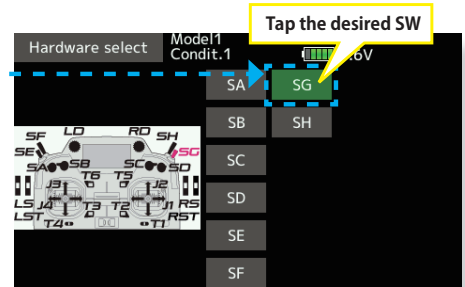 Tap the desired SW
Hardware select
Model1
Condit.1
.6V
SA
SG
SB
SH
SC
SD
SE
SF
SF LD RD SH
SE SG
SA SB SC SD
T6 T5
J3 J2
LS J4 T3 T2 J1 RS
LST RST
T4 T1